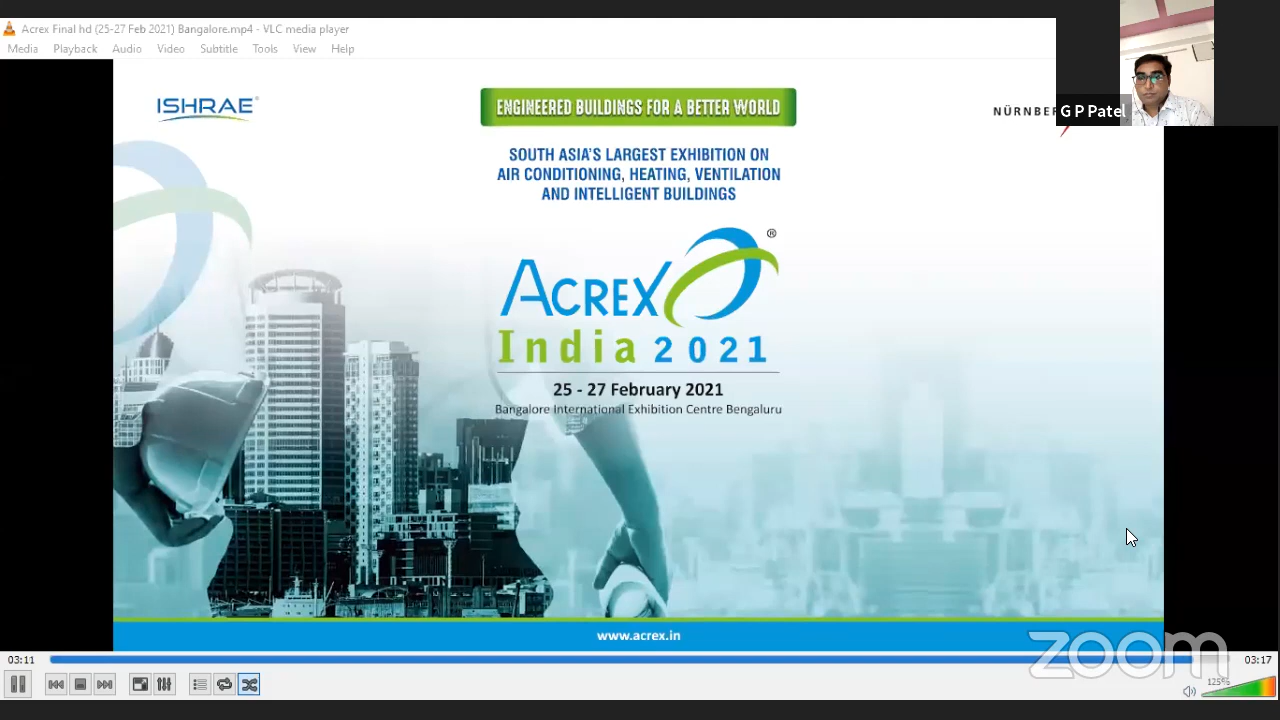 Acrex Final hd (25-27 Feb 2021) Bangalore.mp4 - VLC media player
Media Playback Audio Video Subtitle Tools View Help
ISHRAE®
ENGINEERED BUILDINGS FOR A BETTER WORLD
NÜRNBER
G P Patel
SOUTH ASIA'S LARGEST EXHIBITION ON
AIR CONDITIONING, HEATING, VENTILATION
AND INTELLIGENT BUILDINGS
ACREX ®
India 2021
25 - 27 February 2021
Bangalore International Exhibition Centre Bengaluru
www.acrex.in
zoom
03:11
03:17
125%